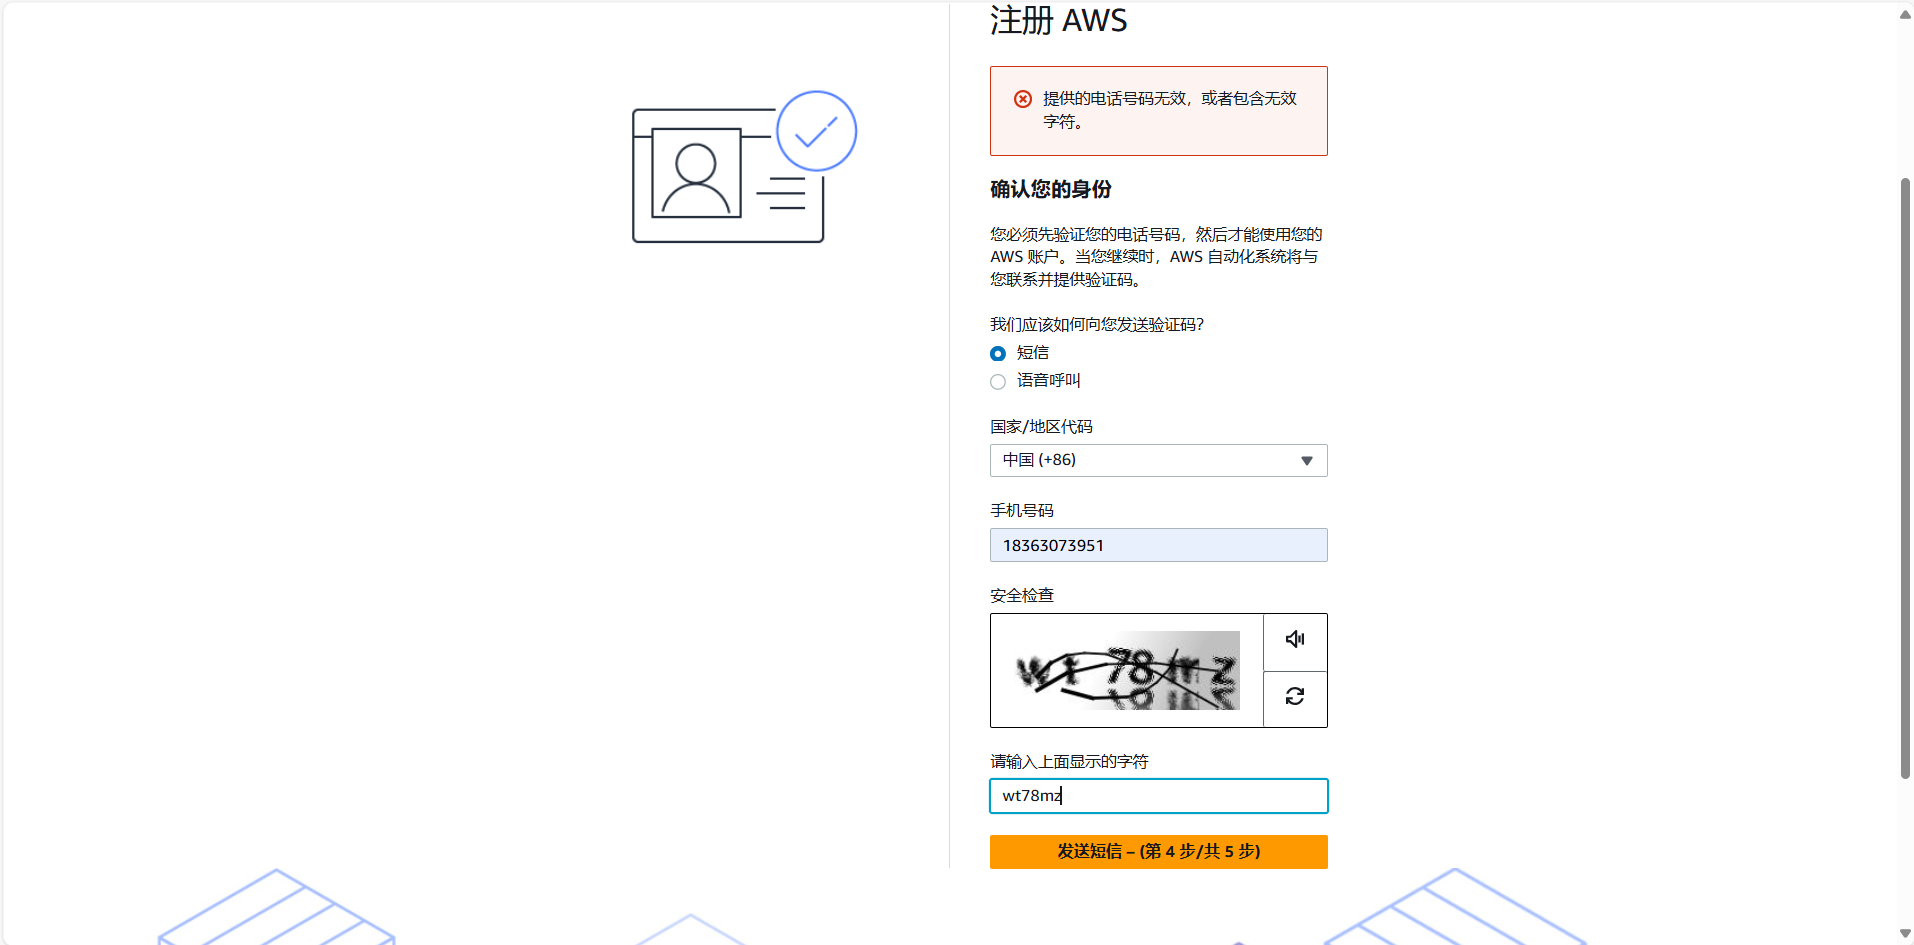 注册 AWS
提供的电话号码无效，或者包含无效
字符。
确认您的身份
您必须先验证您的电话号码，然后才能使用您的
AWS 账户。当您继续时，AWS 自动化系统将与
您联系并提供验证码。
我们应该如何向您发送验证码？
短信
语音呼叫
国家/地区代码
中国 (+86)
手机号码
18363073951
安全检查
wt78mz
请输入上面显示的字符
wt78mz
发送短信 – (第 4 步/共 5 步)